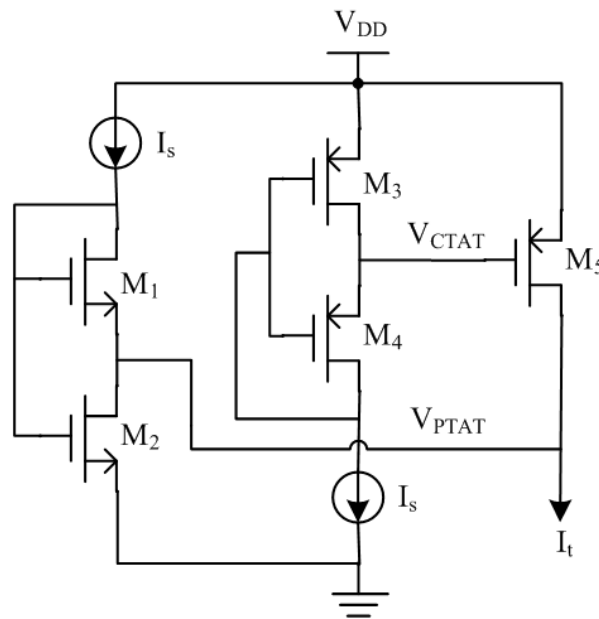 V_DD
I_s
M_3
V_CTAT
M_5
M_1
M_4
V_PTAT
M_2
I_s
I_t